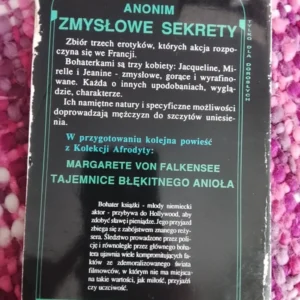 ANONIM
ZMYSŁOWE SEKRETY
Zbiór trzech erotyków, których akcja rozpo-
czyna się we Francji.
Bohaterkami są trzy kobiety: Jacqueline, Mi-
relle i Jeanine - zmysłowe, gorące i wyrafino-
wane. Każda o innych upodobaniach, wyglą-
dzie, charakterze.
Ich namiętne natury i specyficzne możliwości
doprowadzają mężczyzn do szczytów uniesie-
nia.
W przygotowaniu kolejna powieść
z Kolekcji Afrodyty:
MARGARETE VON FALKENSEE
TAJEMNICE BŁĘKITNEGO ANIOŁA
Bohater książki - młody niemiecki
aktor - przybywa do Hollywood, aby
zdobyć sławę i pieniądze. Jego przyjazd
zbiega się z zabójstwem znanego reży-
sera. Śledztwo prowadzone przez poli-
cję i równolegle przez głównego boha-
tera ujawnia wiele kompromitujących fa-
któw ze zdemoralizowanego świata
filmowców, w którym nie ma miejsca
na takie wartości, jak miłość, przyjaźń
czy uczciwość.